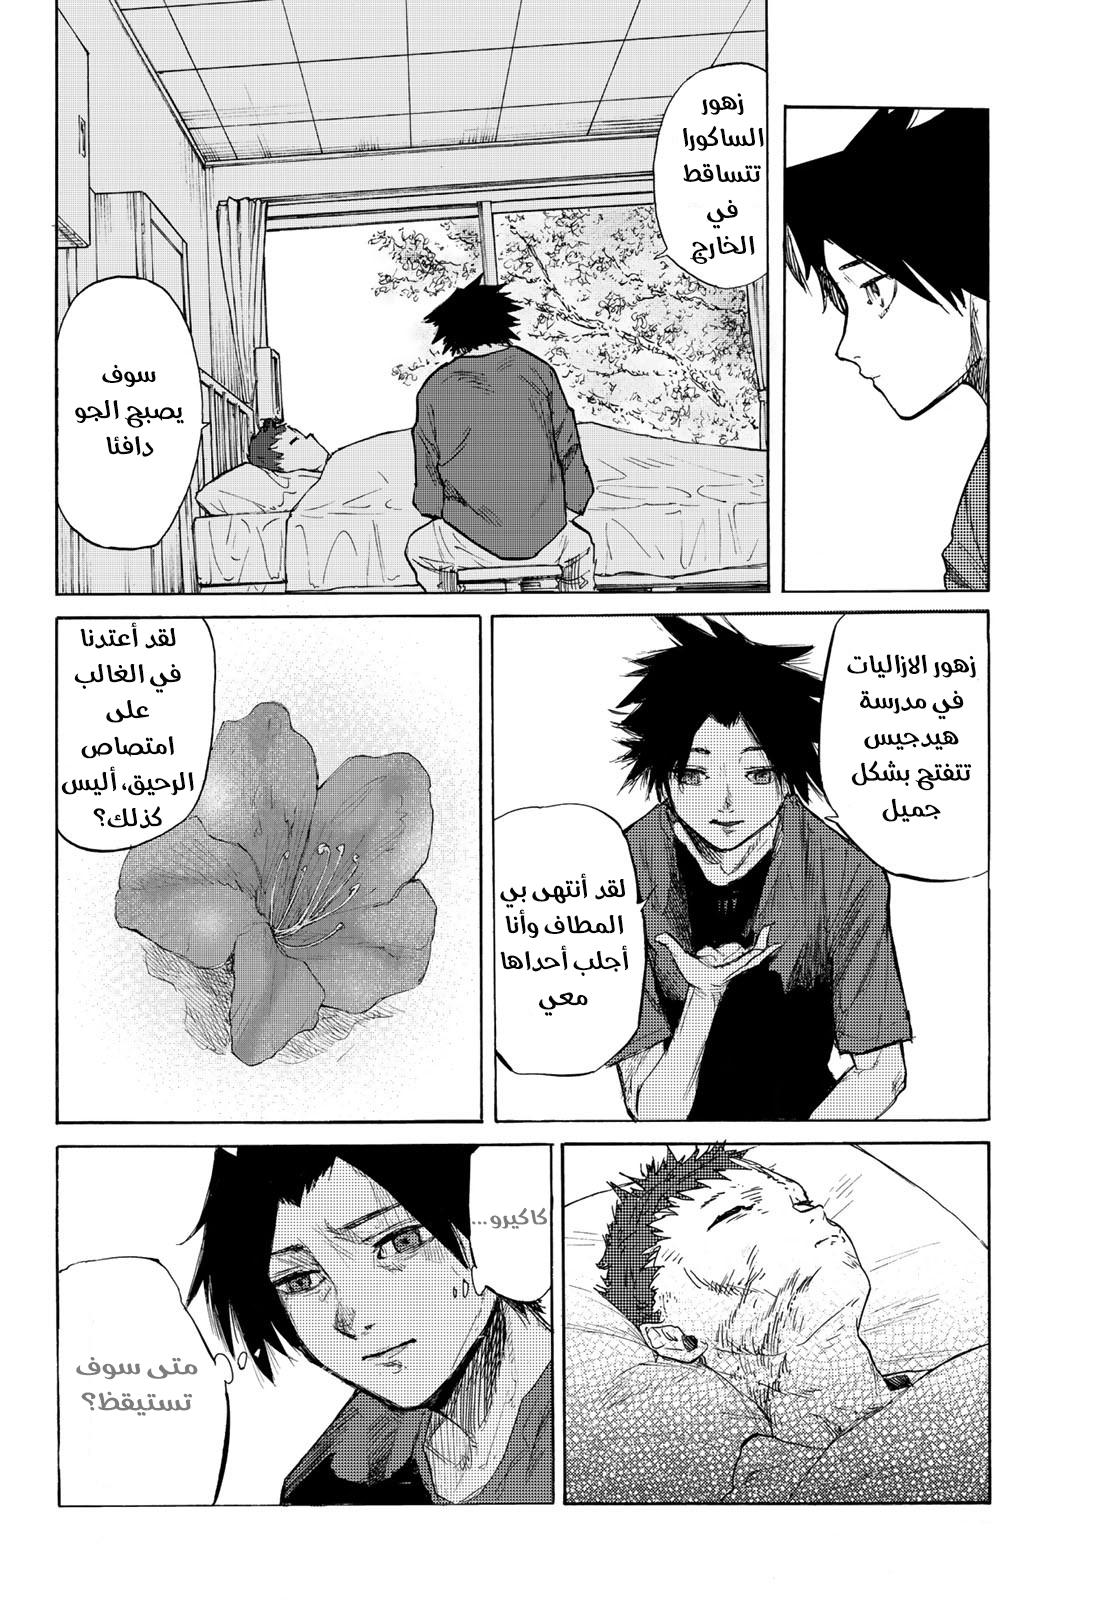 زهور
الساكورا
تتساقط
في
الخارج
سوف
يصبح الجو
دافئا
زهور الازاليات
في مدرسة
هيدجيس
تتفتح بشكل
جميل
لقد أنتهى بي
المطاف وأنا
أجلب أحداها
معي
لقد أعتدنا
في الغالب
على
امتصاص
الرحيق، أليس
كذلك؟
كاكيرو...
متى سوف
تستيقظ؟